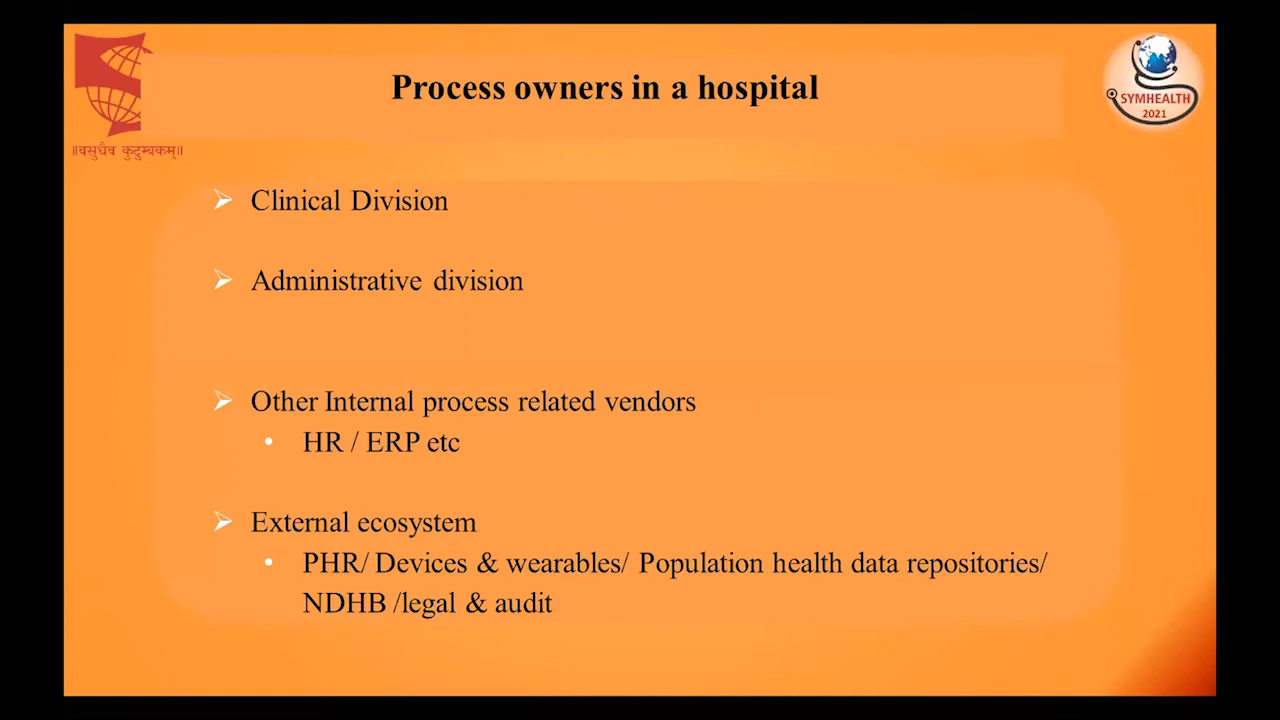 Process owners in a hospital
SYMHEALTH
2021
॥वसुधैव कुटुम्बकम्॥
➢ Clinical Division
➢ Administrative division
➢ Other Internal process related vendors
• HR / ERP etc
➢ External ecosystem
• PHR/ Devices & wearables/ Population health data repositories/
NDHB /legal & audit